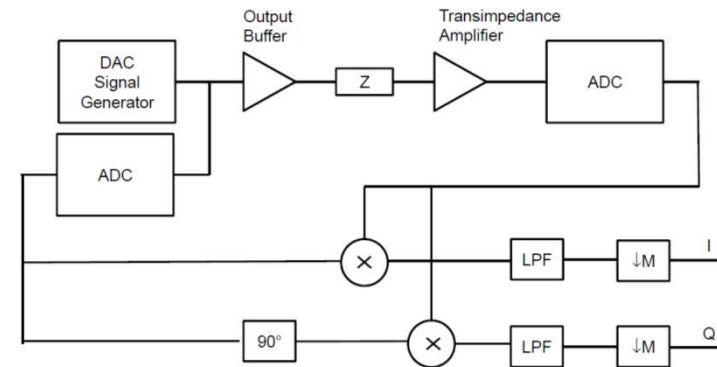 Output
Buffer
Transimpedance
Amplifier
DAC
Signal
Generator
Z
ADC
ADC
×
LPF
↓M
I
90°
×
LPF
↓M
Q